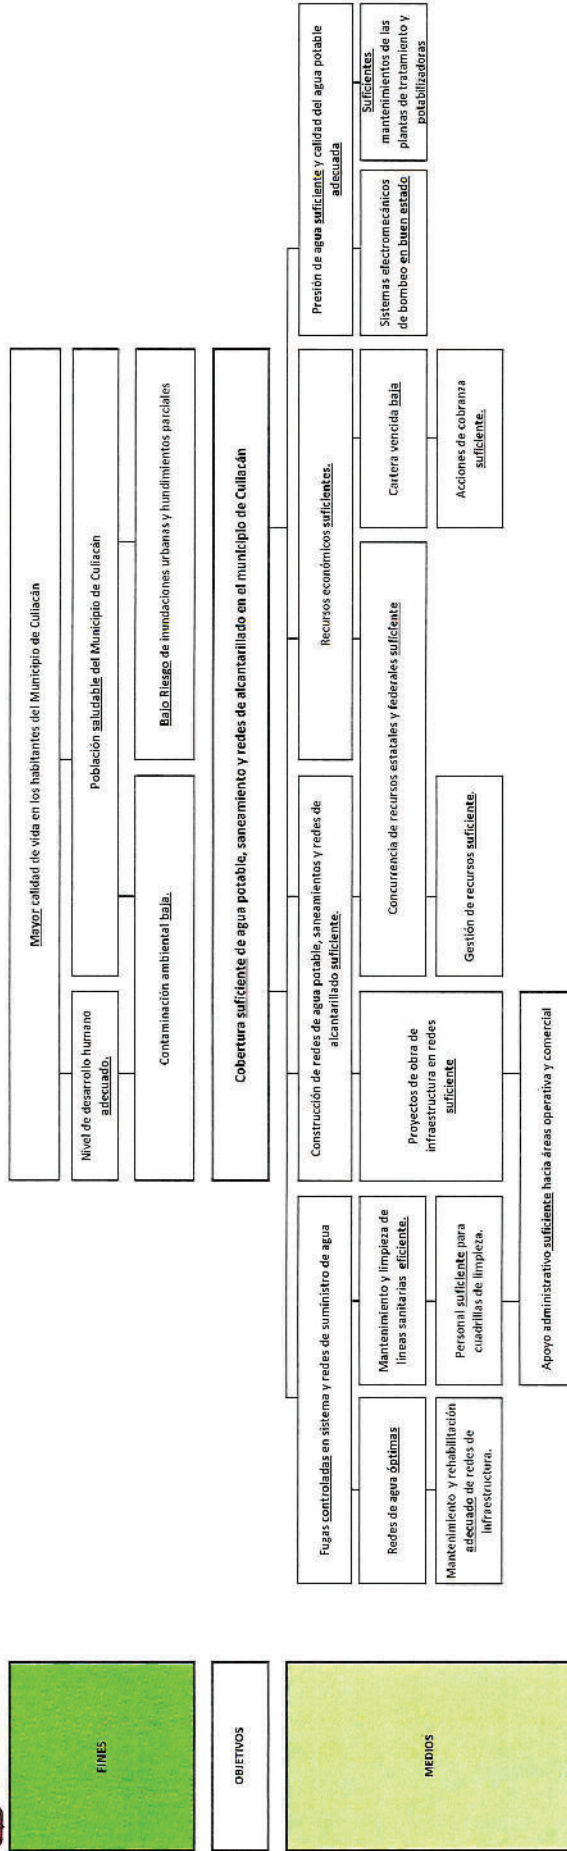 FINES
Mayor calidad de vida en los habitantes del Municipio de Culiacán
Nivel de desarrollo humano
adecuado.
Población saludable del Municipio de Culiacán
Contaminación ambiental baja.
Bajo Riesgo de inundaciones urbanas y hundimientos parciales
OBJETIVOS
Cobertura suficiente de agua potable, saneamiento y redes de alcantarillado en el municipio de Culiacán
MEDIOS
Fugas controladas en sistema y redes de suministro de agua
Construcción de redes de agua potable, saneamientos y redes de
alcantarillado suficiente.
Recursos económicos suficientes.
Presión de agua suficiente y calidad del agua potable
adecuada
Redes de agua óptimas
Mantenimiento y limpieza de
líneas sanitarias eficiente.
Proyectos de obra de
infraestructura en redes
suficiente
Concurrencia de recursos estatales y federales suficiente
Cartera vencida baja
Sistemas electromecánicos
de bombeo en buen estado
Suficientes
mantenimientos de las
plantas de tratamiento y
potabilizadoras
Mantenimiento y rehabilitación
adecuado de redes de
infraestructura.
Personal suficiente para
cuadrillas de limpieza.
Gestión de recursos suficiente.
Acciones de cobranza
suficiente.
Apoyo administrativo suficiente hacia áreas operativa y comercial